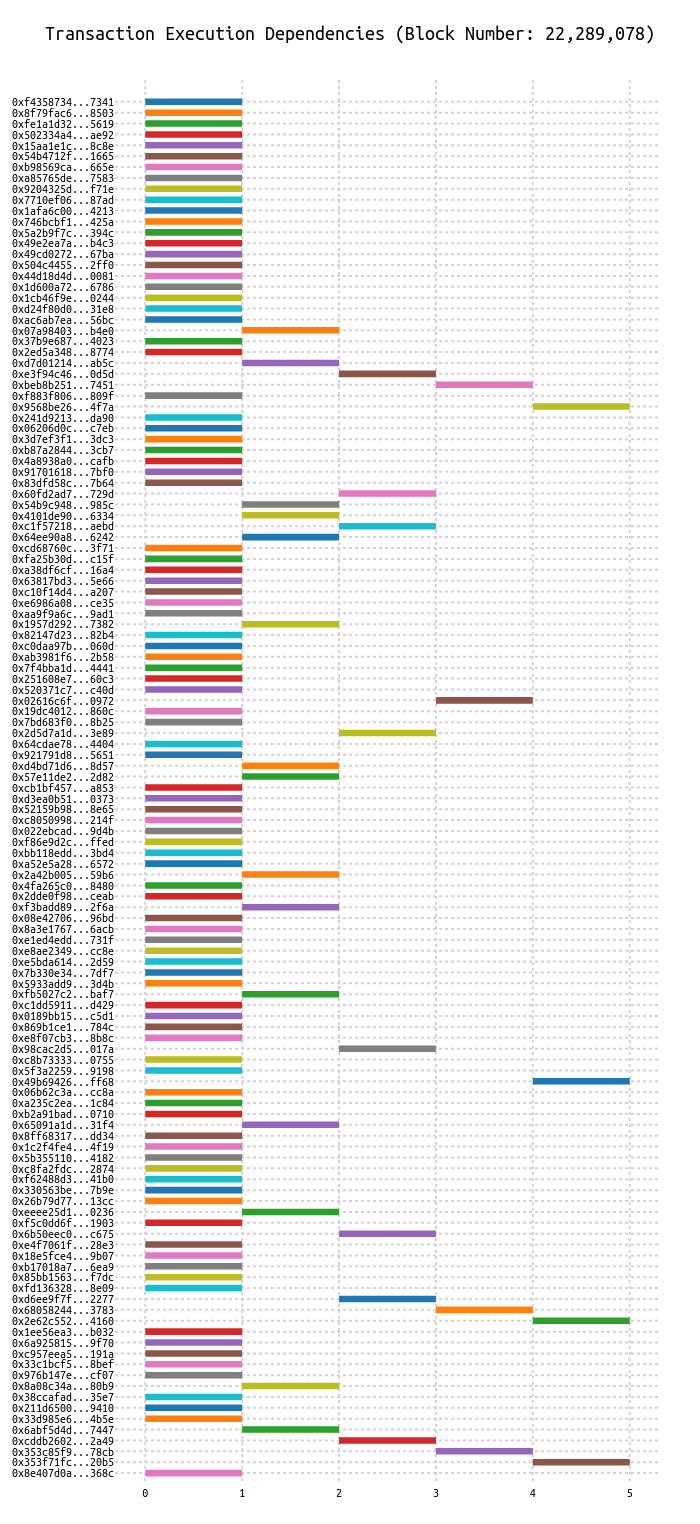 Transaction Execution Dependencies (Block Number: 22,289,078)
0xf4358734...7341
0x8f79fac6...8503
0xfe1a1d32...5619
0x502334a4...ae92
0x15aa1e1c...8c8e
0x54b4712f...1665
0xb98569ca...665e
0xa85765de...7583
0x9204325d...f71e
0x7710ef06...87ad
0x1afa6c00...4213
0x746bcbf1...425a
0x5a2b9f7c...394c
0x49e2ea7a...b4c3
0x49cd0272...67ba
0x504c4455...2ff0
0x44d18d4d...0081
0x1d600a72...6786
0x1cb46f9e...0244
0xd24f80d0...31e8
0xac6ab7ea...56bc
0x07a98403...b4e0
0x37b9e687...4023
0x2ed5a348...8774
0xd7d01214...ab5c
0xe3f94c46...0d5d
0xbeb8b251...7451
0xf883f806...809f
0x9568be26...4f7a
0x241d9213...da90
0x06206d0c...c7eb
0x3d7ef3f1...3dc3
0xb87a2844...3cb7
0x4a8938a0...cafb
0x91701618...7bf0
0x83dfd58c...7b64
0x60fd2ad7...729d
0x54b9c948...985c
0x4101de90...6334
0xc1f57218...aebd
0x64ee90a8...6242
0xcd68760c...3f71
0xfa25b30d...c15f
0xa38df6cf...16a4
0x63817bd3...5e66
0xc10f14d4...a207
0xe6986a08...ce35
0xaa9f9a6c...9ad1
0x1957d292...7382
0x82147d23...82b4
0xc0daa97b...060d
0xab3981f6...2b58
0x7f4bba1d...4441
0x251608e7...60c3
0x520371c7...c40d
0x02616c6f...0972
0x19dc4012...860c
0x7bd683f0...8b25
0x2d5d7a1d...3e89
0x64cdae78...4404
0x921791d8...5651
0xd4bd71d6...8d57
0x57e11de2...2d82
0xcb1bf457...a853
0xd3ea0b51...0373
0x52159b98...8e65
0xc8050998...214f
0x022ebcad...9d4b
0xf86e9d2c...ffed
0xbb118edd...3bd4
0xa52e5a28...6572
0x2a42b005...59b6
0x4fa265c0...8480
0x2dde0f98...ceab
0xf3badd89...2f6a
0x08e42706...96bd
0x8a3e1767...6acb
0xe1ed4edd...731f
0xe8ae2349...cc8e
0xe5bda614...2d59
0x7b330e34...7df7
0x5933add9...3d4b
0xfb5027c2...baf7
0xc1dd5911...d429
0x0189bb15...c5d1
0x869b1ce1...784c
0xe8f07cb3...8b8c
0x98cac2d5...017a
0xc8b73333...0755
0x5f3a2259...9198
0x49b69426...ff68
0x06b62c3a...cc8a
0xa235c2ea...1c84
0xb2a91bad...0710
0x65091a1d...31f4
0x8ff68317...dd34
0x1c2f4fe4...4f19
0x5b355110...4182
0xc8fa2fdc...2874
0xf62488d3...41b0
0x330563be...7b9e
0x26b79d77...13cc
0xeeee25d1...0236
0xf5c0dd6f...1903
0x6b50eec0...c675
0xe4f7061f...28e3
0x18e5fce4...9b07
0xb17018a7...6ea9
0x85bb1563...f7dc
0xfd136328...8e09
0xd6ee9f7f...2277
0x68058244...3783
0x2e62c552...4160
0x1ee56ea3...b032
0x6a925815...9f70
0xc957eea5...191a
0x33c1bcf5...8bef
0x976b147e...cf07
0x8a08c34a...80b9
0x38ccafad...35e7
0x211d6500...9410
0x33d985e6...4b5e
0x6abf5d4d...7447
0xcddb2602...2a49
0x353c85f9...78cb
0x353f71fc...20b5
0x8e407d0a...368c
0 1 2 3 4 5